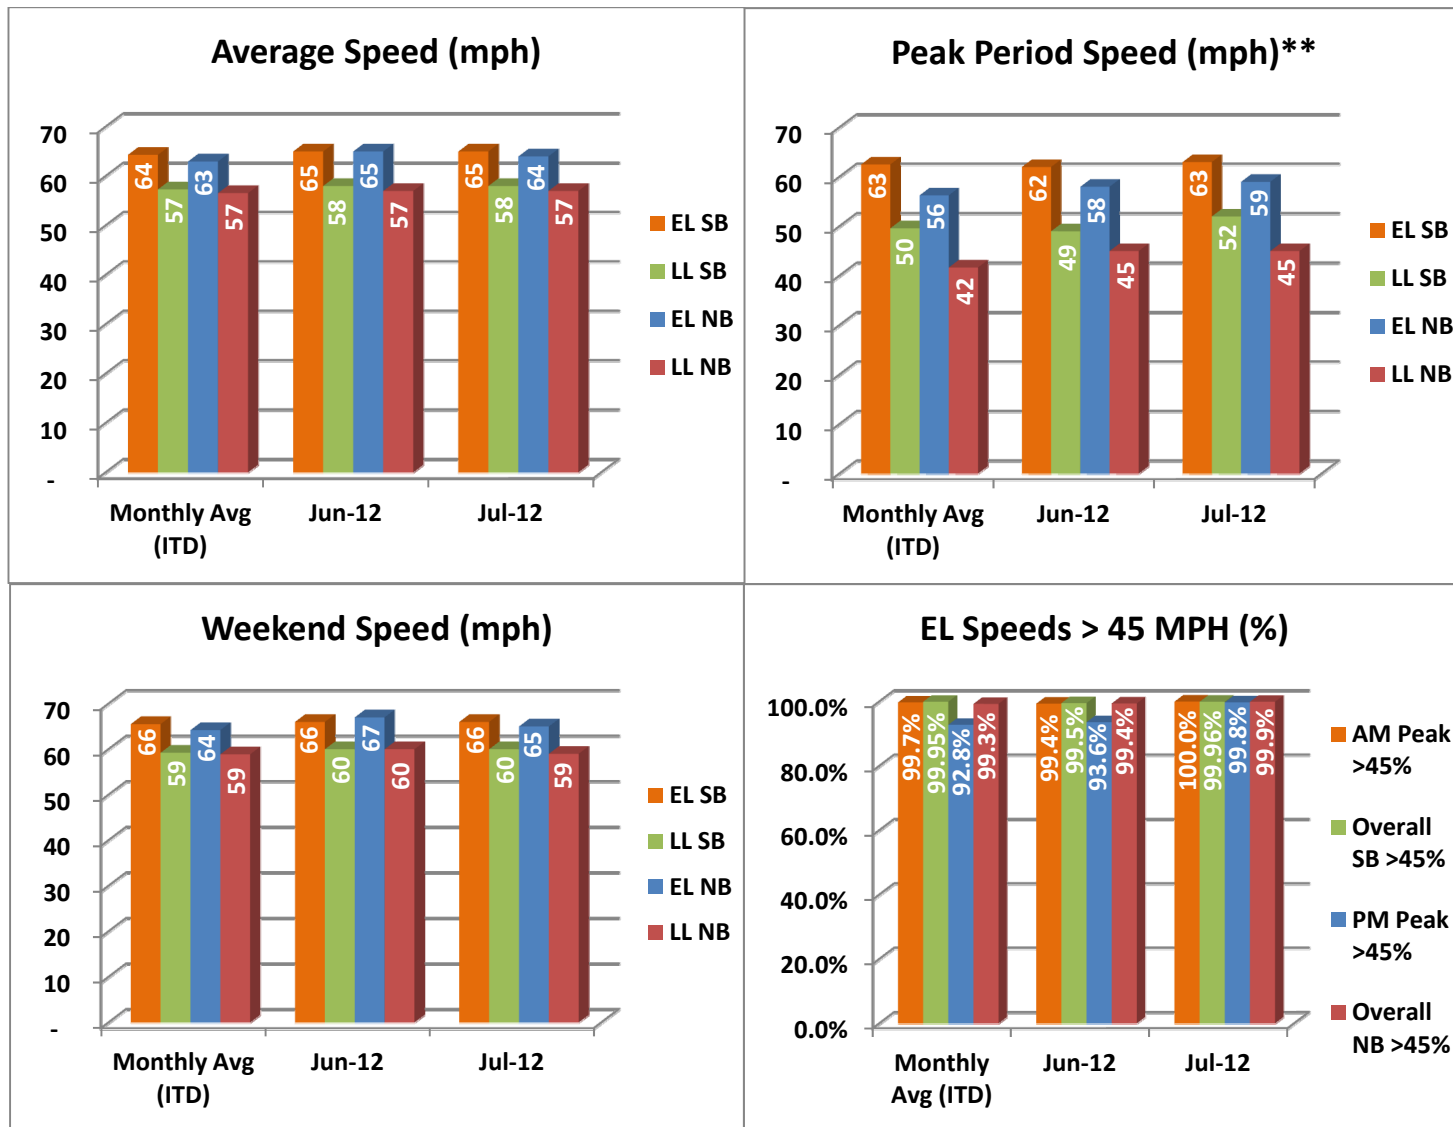 Average Speed (mph)
70
60
50
40
30
20
10
-
64
57
63
57
65
58
65
57
65
58
64
57
Monthly Avg
(ITD)
Jun-12
Jul-12
EL SB
LL SB
EL NB
LL NB
Peak Period Speed (mph)**
70
60
50
40
30
20
10
-
63
50
56
42
62
49
58
45
63
52
59
45
Monthly Avg
(ITD)
Jun-12
Jul-12
EL SB
LL SB
EL NB
LL NB
Weekend Speed (mph)
70
60
50
40
30
20
10
-
66
59
64
59
66
60
67
60
66
60
65
59
Monthly Avg
(ITD)
Jun-12
Jul-12
EL SB
LL SB
EL NB
LL NB
EL Speeds > 45 MPH (%)
100.0%
80.0%
60.0%
40.0%
20.0%
0.0%
99.7%
99.95%
92.8%
99.3%
99.4%
99.5%
93.6%
99.4%
100.0%
99.96%
99.8%
99.9%
Monthly
Avg (ITD)
Jun-12
Jul-12
AM Peak
>45%
Overall
SB >45%
PM Peak
>45%
Overall
NB >45%